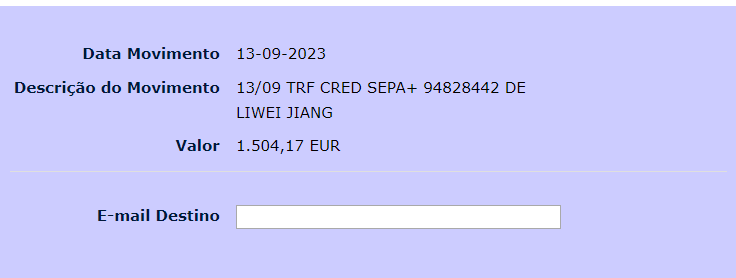 Data Movimento 13-09-2023
Descrição do Movimento 13/09 TRF CRED SEPA+ 94828442 DE
LIWEI JIANG
Valor 1.504,17 EUR
E-mail Destino